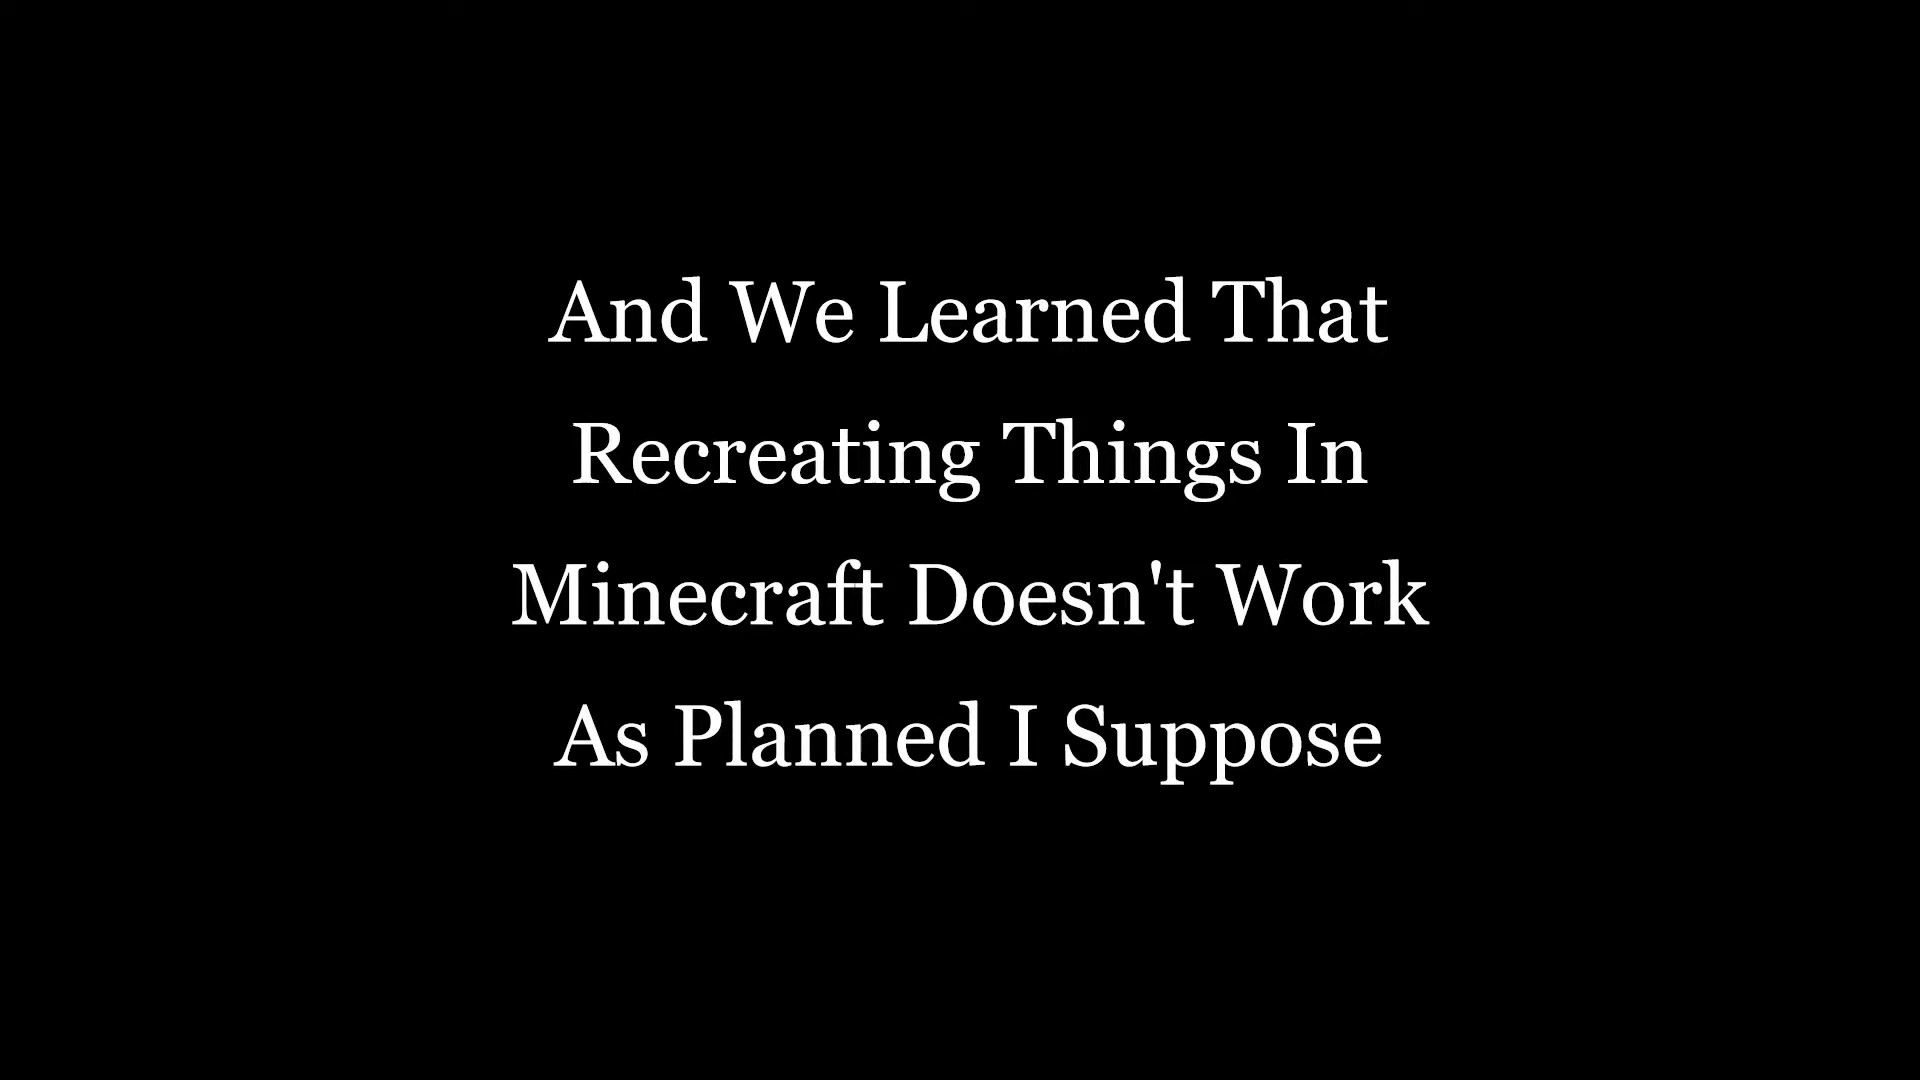 And We Learned That
Recreating Things In
Minecraft Doesn't Work
As Planned I Suppose